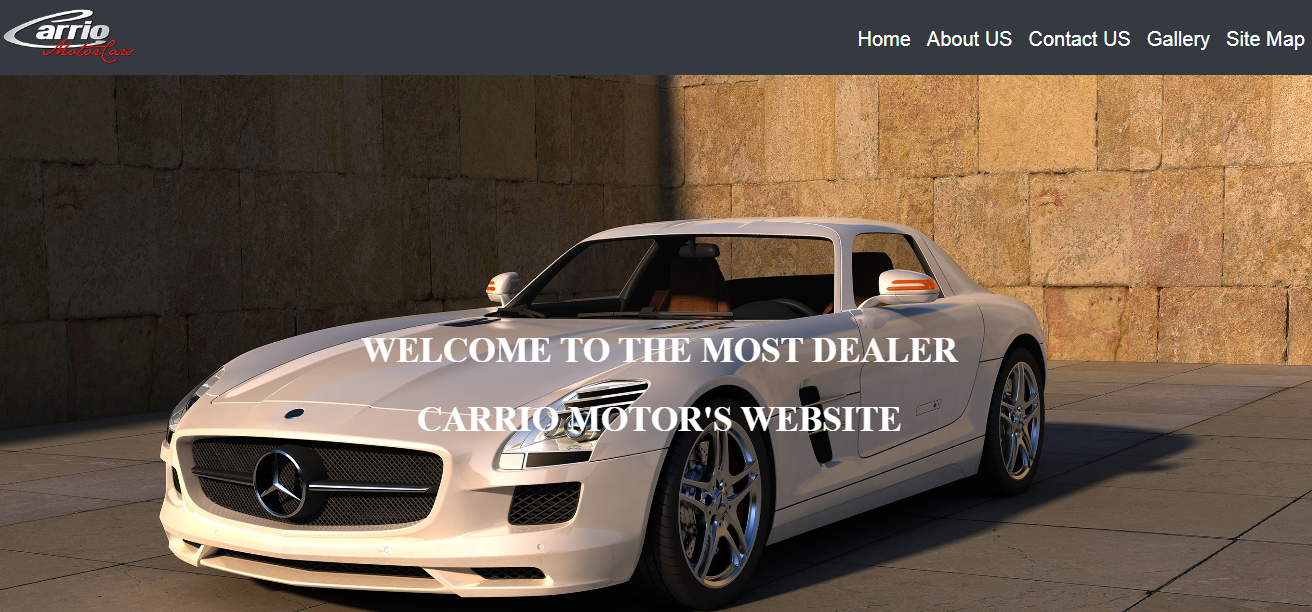 Carrio
MotorCars
Home About US Contact US Gallery Site Map
WELCOME TO THE MOST DEALER
CARRIO MOTOR'S WEBSITE